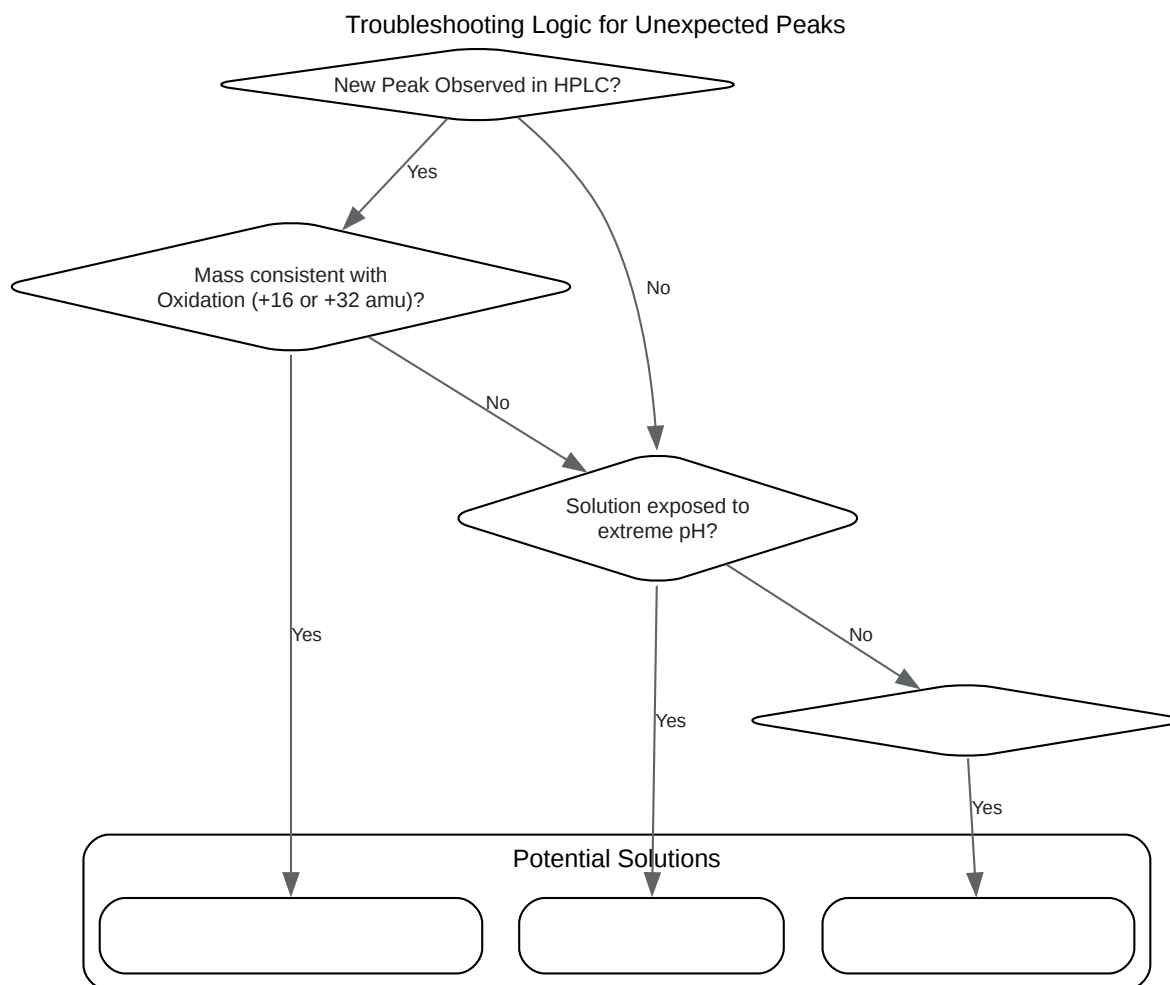 Troubleshooting Logic for Unexpected Peaks
New Peak Observed in HPLC?
Yes
Mass consistent with
Oxidation (+16 or +32 amu)?
No
No
Solution exposed to
extreme pH?
Yes
No
Yes
Yes
Potential Solutions